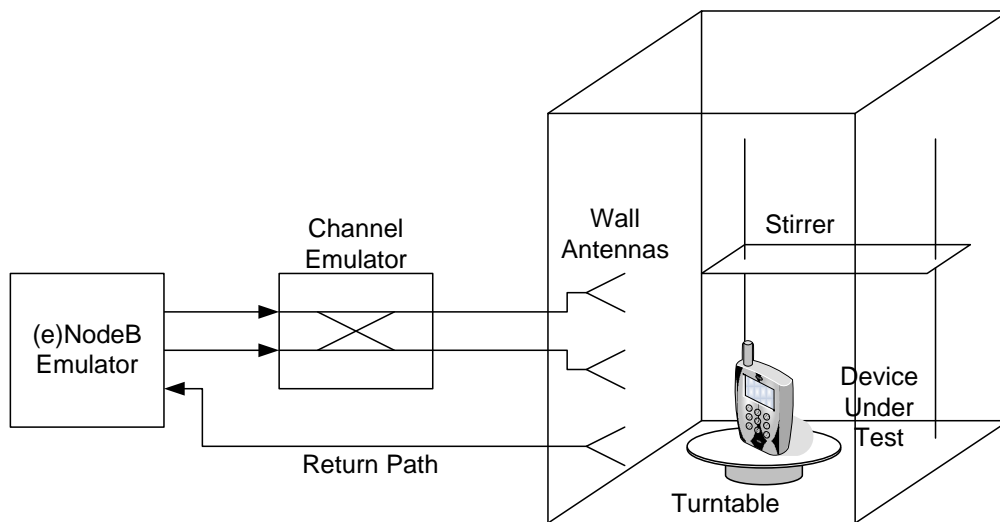 Channel
Emulator
Wall
Antennas
Stirrer
(e)NodeB
Emulator
Device
Under
Test
Return Path
Turntable